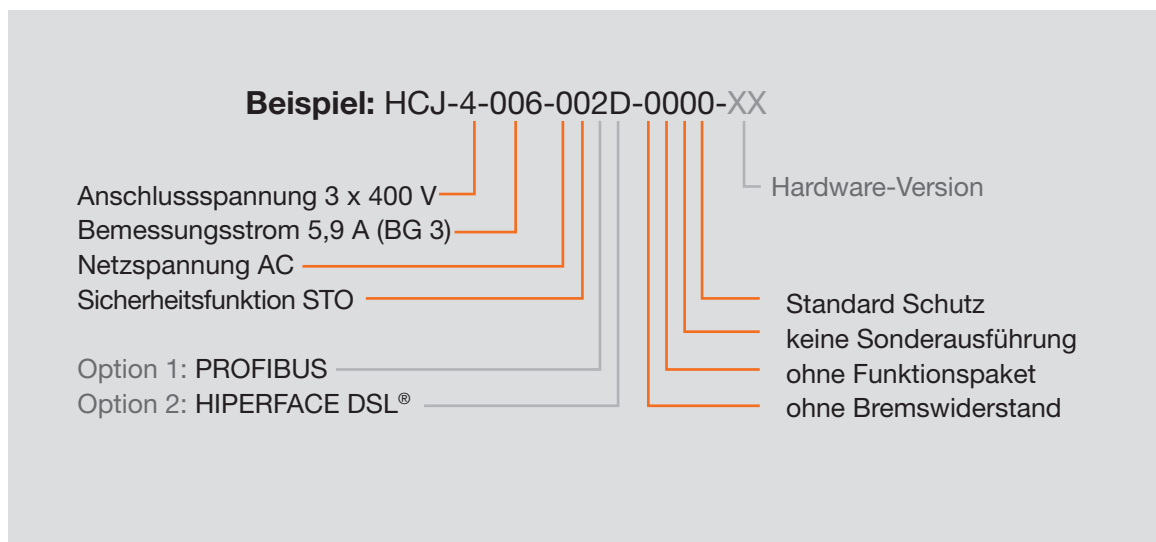 Beispiel: HCJ-4-006-002D-0000-XX
Anschlussspannung 3 x 400 V
Bemessungsstrom 5,9 A (BG 3)
Netzspannung AC
Sicherheitsfunktion STO
Option 1: PROFIBUS
Option 2: HIPERFACE DSL®
Hardware-Version
Standard Schutz
keine Sonderausführung
ohne Funktionspaket
ohne Bremswiderstand